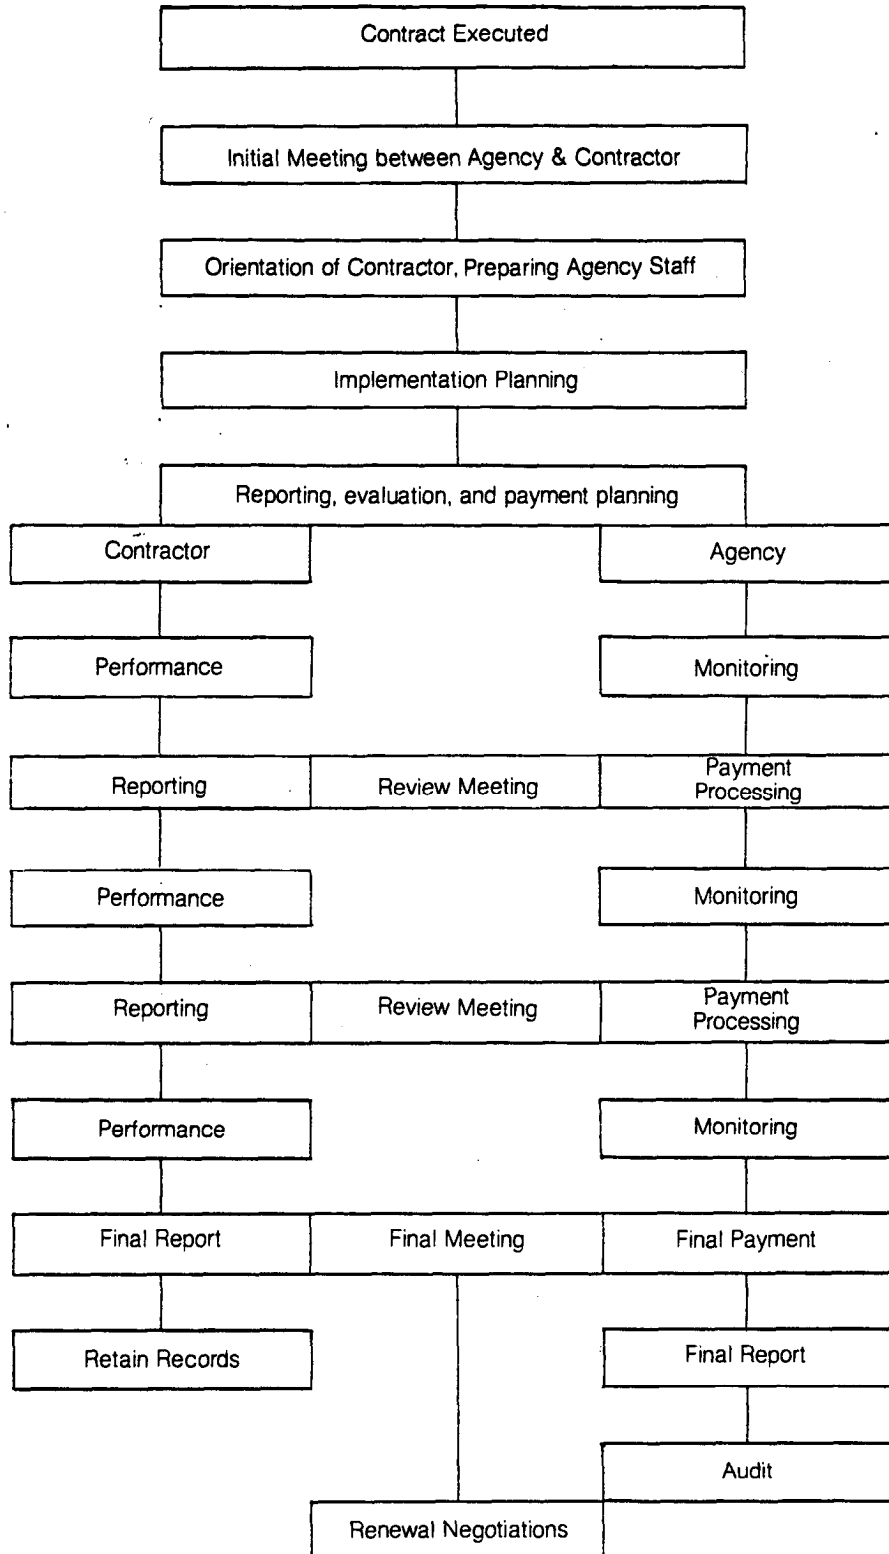 Contract Executed
Initial Meeting between Agency & Contractor
Orientation of Contractor, Preparing Agency Staff
Implementation Planning
Reporting, evaluation, and payment planning
Contractor
Agency
Performance
Monitoring
Reporting
Review Meeting
Payment
Processing
Performance
Monitoring
Reporting
Review Meeting
Payment
Processing
Performance
Monitoring
Final Report
Final Meeting
Final Payment
Retain Records
Final Report
Audit
Renewal Negotiations